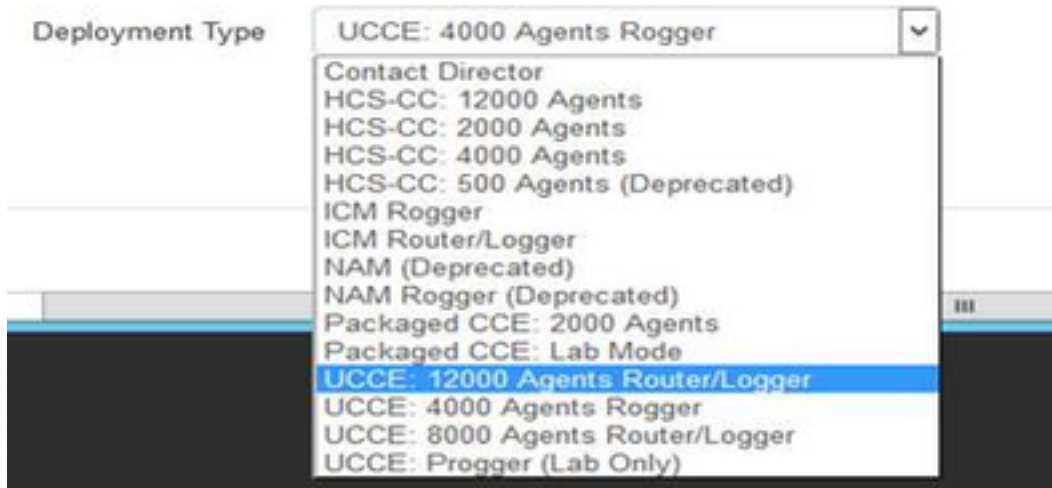 Deployment Type UCCE: 4000 Agents Rogger
Contact Director
HCS-CC: 12000 Agents
HCS-CC: 2000 Agents
HCS-CC: 4000 Agents
HCS-CC: 500 Agents (Deprecated)
ICM Rogger
ICM Router/Logger
NAM (Deprecated)
NAM Rogger (Deprecated)
Packaged CCE: 2000 Agents
Packaged CCE: Lab Mode
UCCE: 12000 Agents Router/Logger
UCCE: 4000 Agents Rogger
UCCE: 8000 Agents Router/Logger
UCCE: Progger (Lab Only)